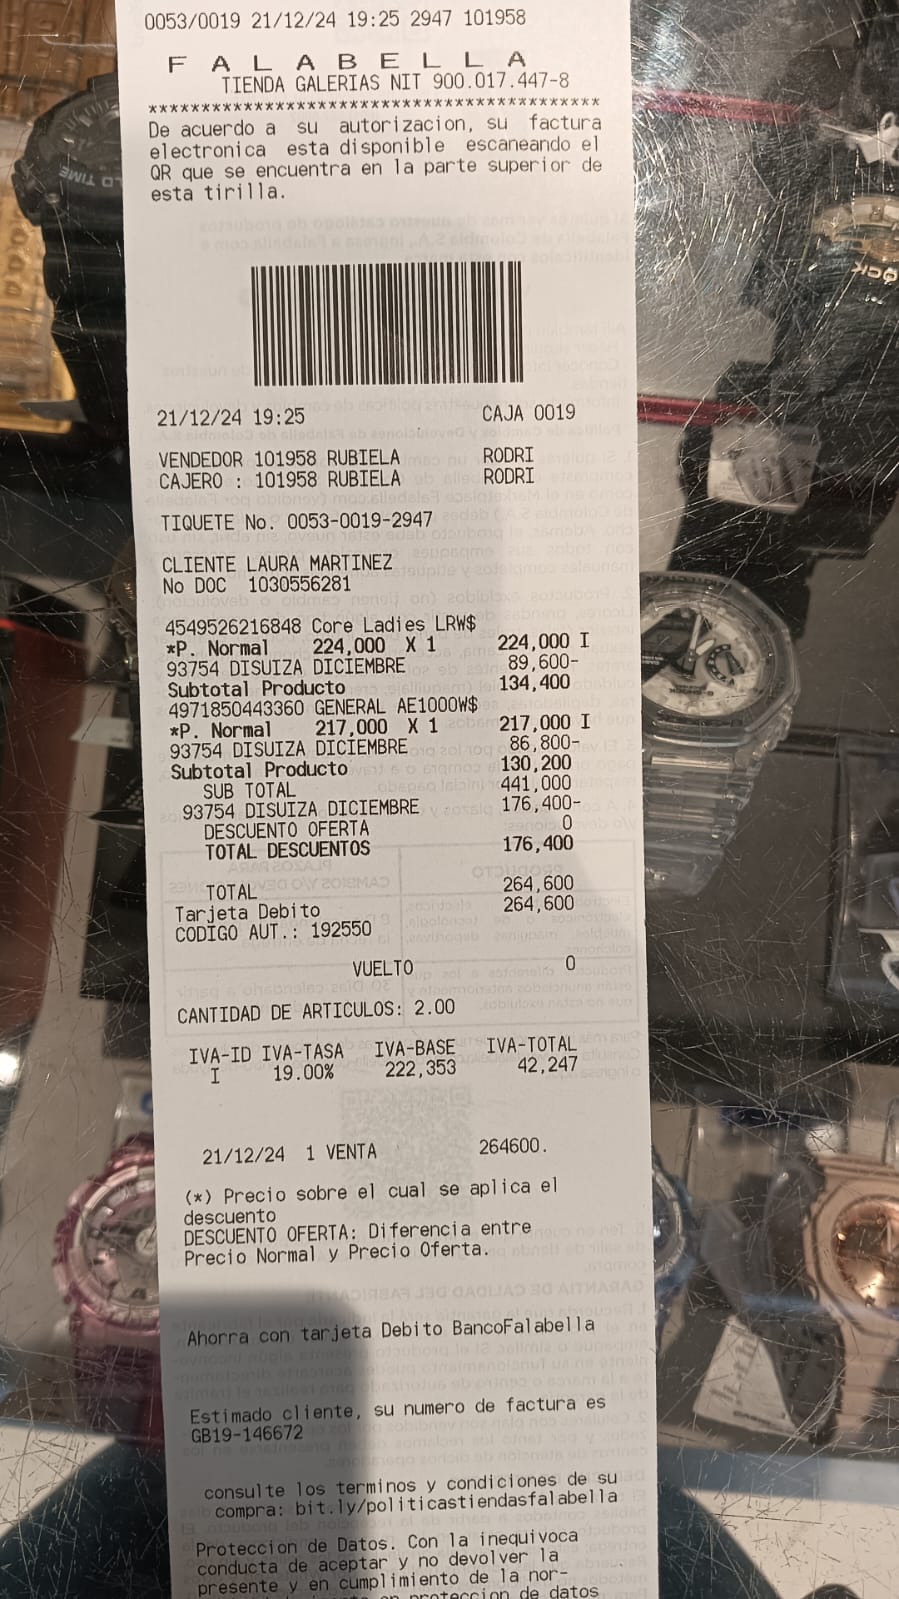 0053/0019 21/12/24 19:25 2947 101958
F A L A B E L L A
TIENDA GALERIAS NIT 900.017.447-8
*******************************************
De acuerdo a su autorizacion, su factura
electronica esta disponible escaneando el
QR que se encuentra en la parte superior de
esta tirilla.
21/12/24 19:25 CAJA 0019
VENDEDOR 101958 RUBIELA RODRI
CAJERO : 101958 RUBIELA RODRI
TIQUETE No. 0053-0019-2947
CLIENTE LAURA MARTINEZ
No DOC 1030556281
4549526216848 Core Ladies LRW$
*P. Normal 224,000 X 1 224,000 I
93754 DISUIZA DICIEMBRE 89,600-
Subtotal Producto 134,400
4971850443360 GENERAL AE1000W$
*P. Normal 217,000 X 1 217,000 I
93754 DISUIZA DICIEMBRE 86,800-
Subtotal Producto 130,200
SUB TOTAL 441,000
93754 DISUIZA DICIEMBRE 176,400-
DESCUENTO OFERTA 0
TOTAL DESCUENTOS 176,400
TOTAL 264,600
Tarjeta Debito 264,600
CODIGO AUT.: 192550
VUELTO 0
CANTIDAD DE ARTICULOS: 2.00
IVA-ID IVA-TASA IVA-BASE IVA-TOTAL
I 19.00% 222,353 42,247
21/12/24 1 VENTA 264600.
(*) Precio sobre el cual se aplica el
descuento
DESCUENTO OFERTA: Diferencia entre
Precio Normal y Precio Oferta.
Ahorra con tarjeta Debito BancoFalabella
Estimado cliente, su numero de factura es
GB19-146672
consulte los terminos y condiciones de su
compra: bit.ly/politicastiendasfalabella
Proteccion de Datos. Con la inequivoca
conducta de aceptar y no devolver la
presente y en cumplimiento de la nor-
proteccion de datos